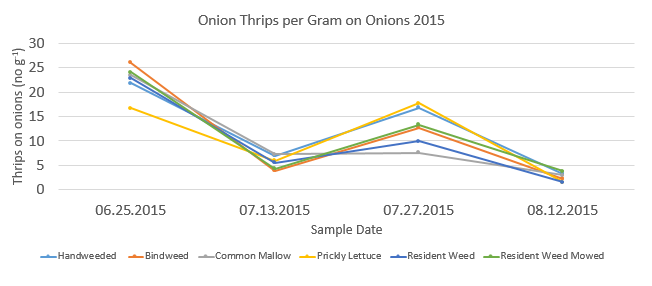 Onion Thrips per Gram on Onions 2015
Thrips on onions (no g⁻¹)
30
25
20
15
10
5
0
06.25.2015 07.13.2015 07.27.2015 08.12.2015
Sample Date
Handweeded Bindweed Common Mallow Prickly Lettuce Resident Weed Resident Weed Mowed